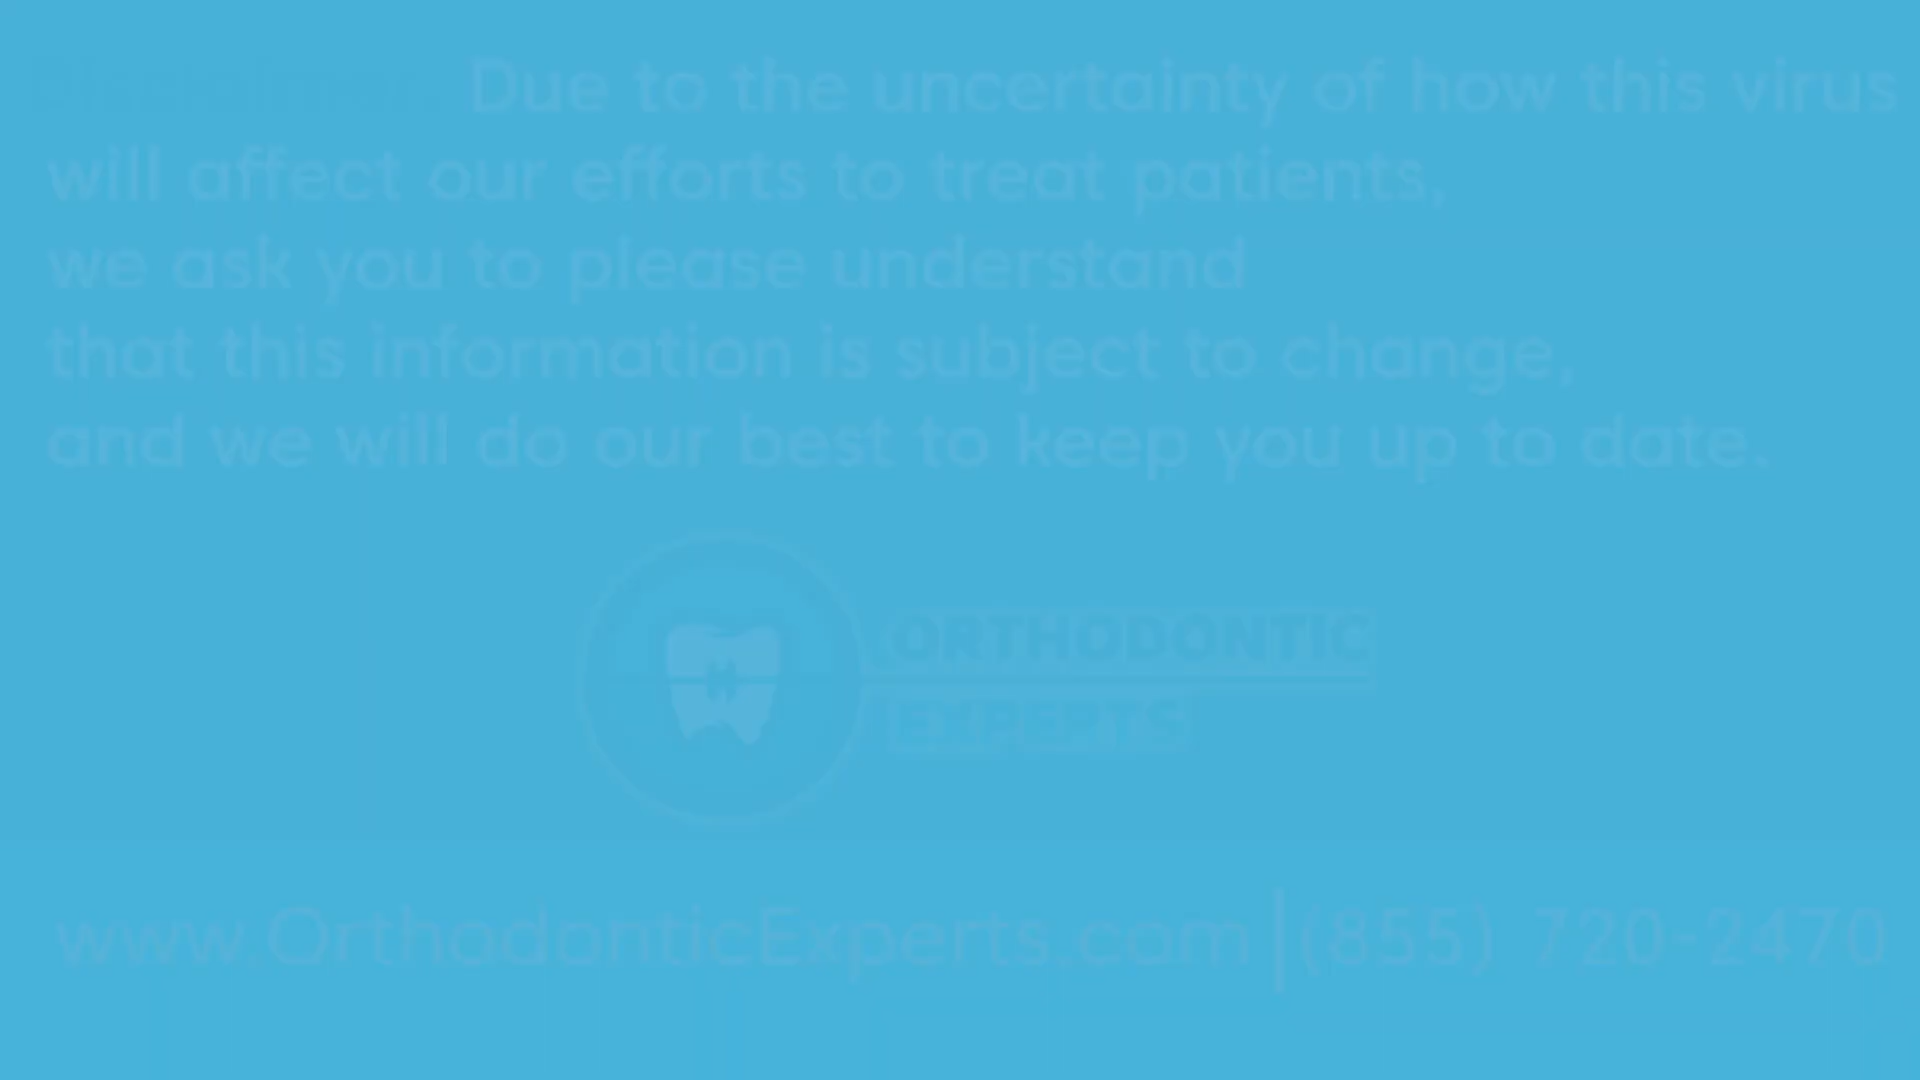 Due to the uncertainty of how this virus
will affect our efforts to treat patients,
we ask you to please understand
that this information is subject to change,
and we will do our best to keep you up to date.
ORTHODONTIC
EXPERTS
www.OrthodonticExperts.com | (855) 720-2470